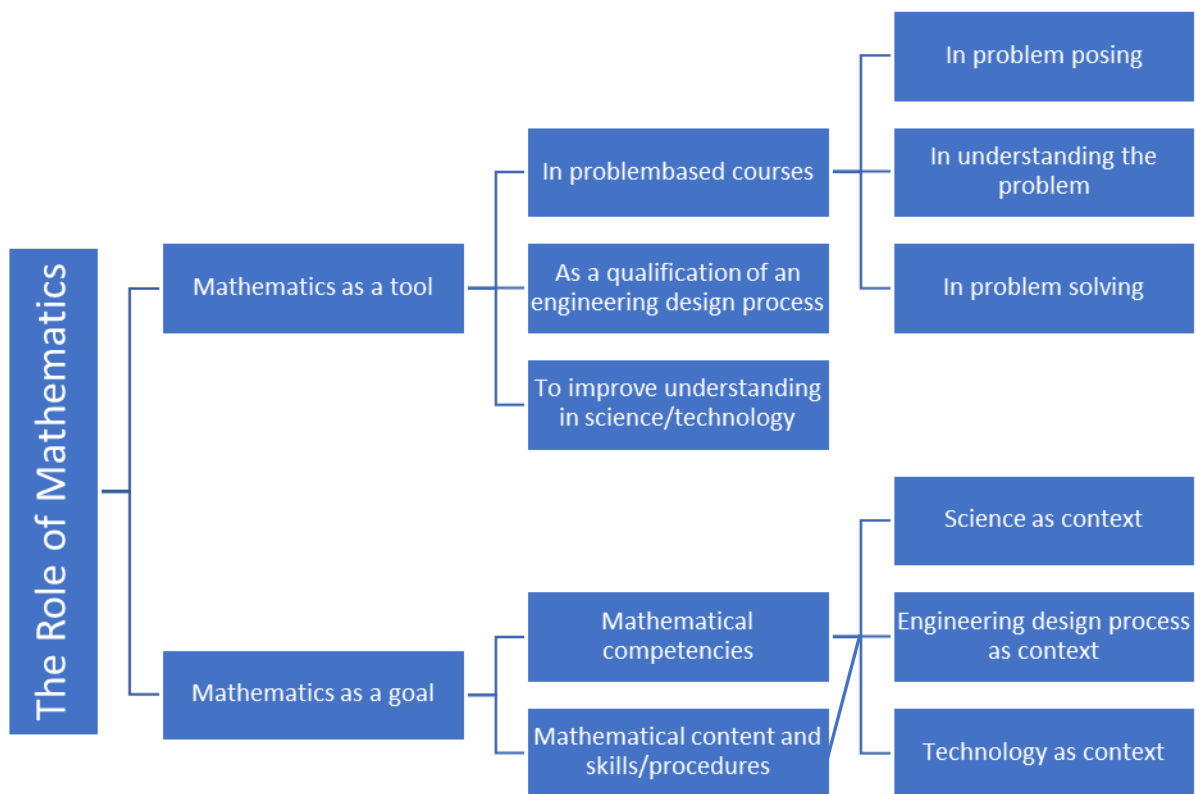 The Role of Mathematics
Mathematics as a tool
In problembased courses
In problem posing
In understanding the
problem
In problem solving
As a qualification of an
engineering design process
To improve understanding
in science/technology
Mathematics as a goal
Mathematical
competencies
Mathematical content and
skills/procedures
Science as context
Engineering design process
as context
Technology as context